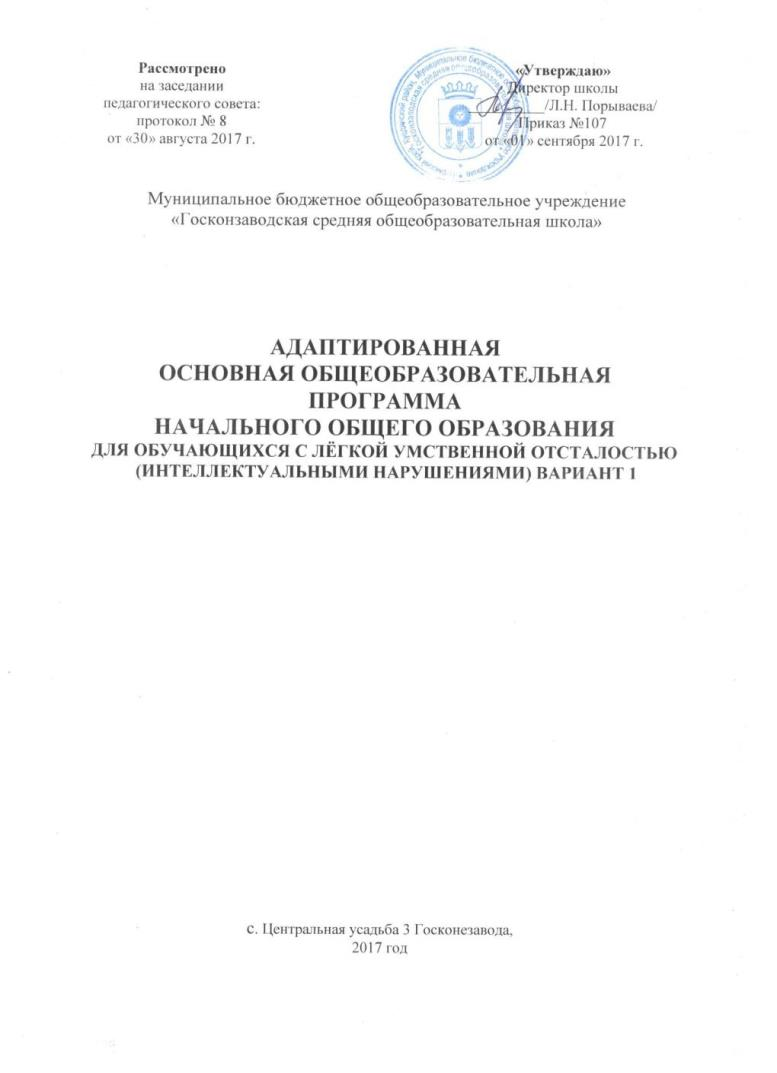 Рассмотрено
на заседании
педагогического совета:
протокол № 8
от «30» августа 2017 г.
«Утверждаю»
Директор школы
/Л.Н. Порываева/
Приказ №107
от «01» сентября 2017 г.
Муниципальное бюджетное общеобразовательное учреждение
«Госконзаводская средняя общеобразовательная школа»
АДАПТИРОВАННАЯ
ОСНОВНАЯ ОБЩЕОБРАЗОВАТЕЛЬНАЯ
ПРОГРАММА
НАЧАЛЬНОГО ОБЩЕГО ОБРАЗОВАНИЯ
ДЛЯ ОБУЧАЮЩИХСЯ С ЛЁГКОЙ УМСТВЕННОЙ ОТСТАЛОСТЬЮ
(ИНТЕЛЛЕКТУАЛЬНЫМИ НАРУШЕНИЯМИ) ВАРИАНТ 1
с. Центральная усадьба 3 Госконезавода,
2017 год